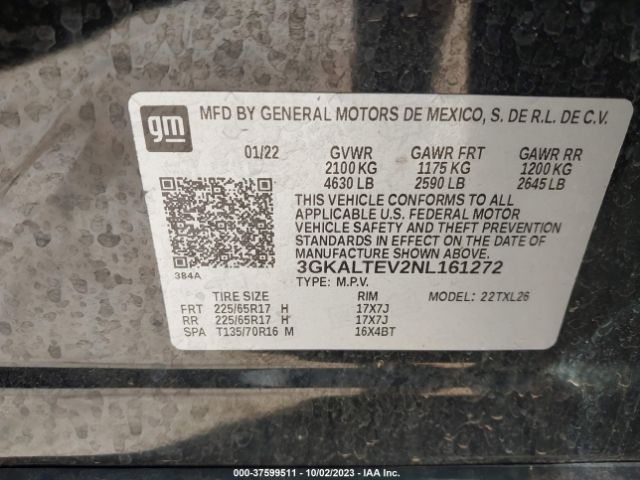 gm
MFD BY GENERAL MOTORS DE MEXICO, S. DE R.L. DE C.V.
01/22 GVWR GAWR FRT GAWR RR
2100 KG 1175 KG 1200 KG
4630 LB 2590 LB 2645 LB
THIS VEHICLE CONFORMS TO ALL
APPLICABLE U.S. FEDERAL MOTOR
VEHICLE SAFETY AND THEFT PREVENTION
STANDARDS IN EFFECT ON THE DATE OF
MANUFACTURE SHOWN ABOVE.
3GKALTEV2NL161272
384A
TYPE: M.P.V.
TIRE SIZE RIM MODEL: 22TXL26
FRT 225/65R17 H 17X7J
RR 225/65R17 H 17X7J
SPA T135/70R16 M 16X4BT
000-37599511 - 10/02/2023 - IAA Inc.